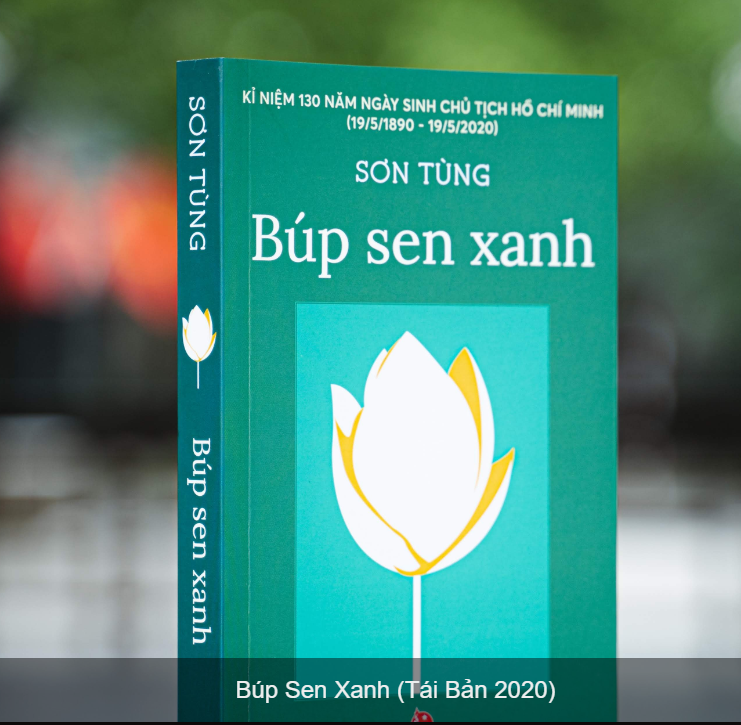 KỈ NIỆM 130 NĂM NGÀY SINH CHỦ TỊCH HỒ CHÍ MINH
(19/5/1890 - 19/5/2020)
SƠN TÙNG
Búp sen xanh
SƠN TÙNG
Búp sen xanh
Búp Sen Xanh (Tái Bản 2020)